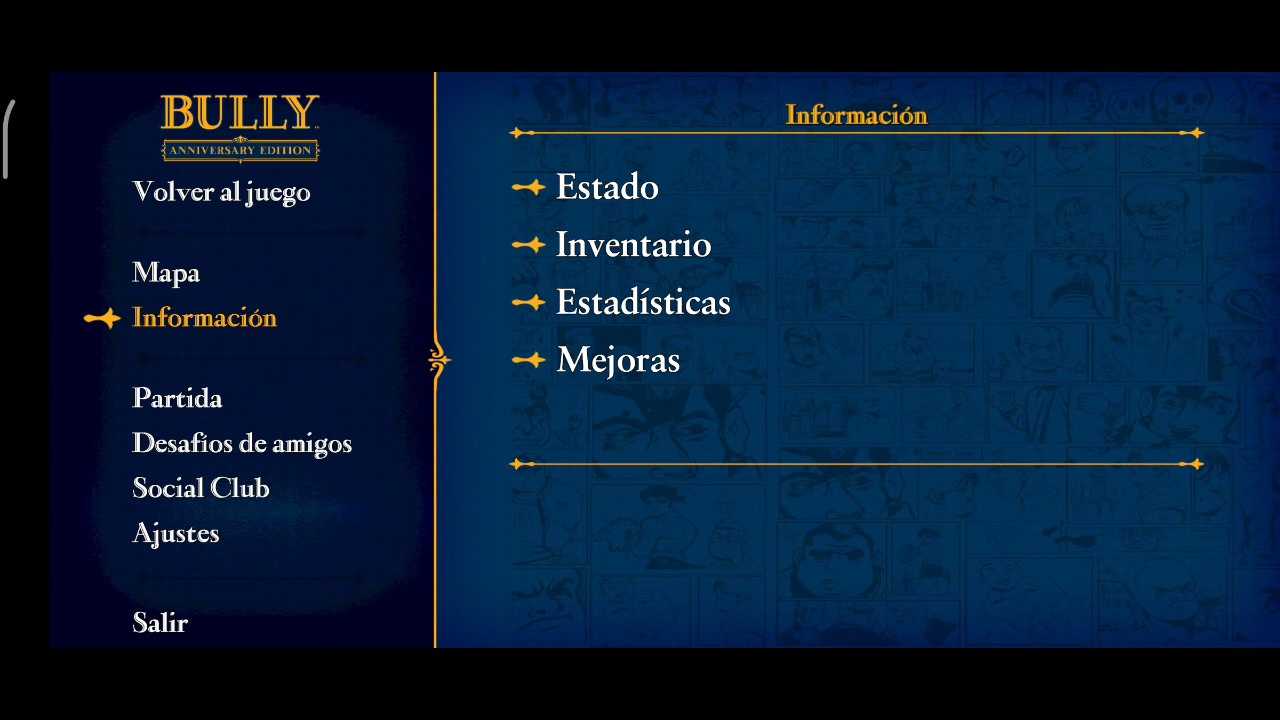 BULLY
ANNIVERSARY EDITION
Volver al juego
Mapa
Información
Partida
Desafíos de amigos
Social Club
Ajustes
Salir
Información
Estado
Inventario
Estadísticas
Mejoras